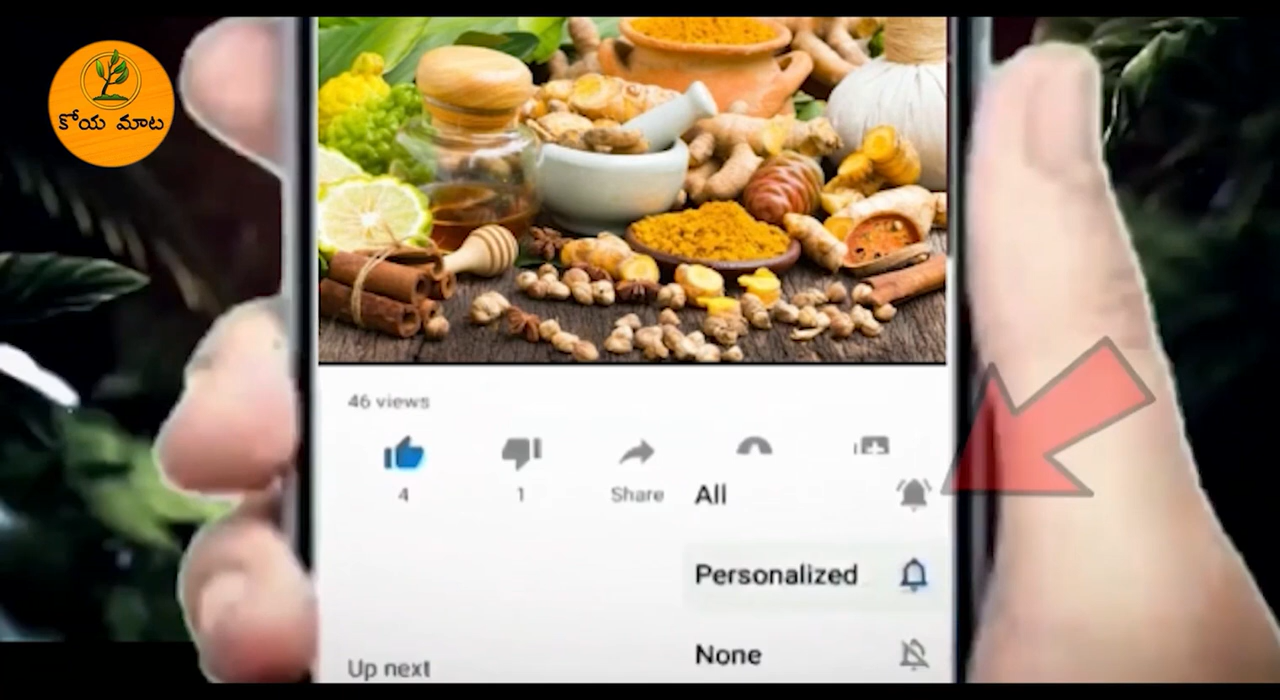 కోయ మాట
46 views
4
1
Share
All
Personalized
None
Up next